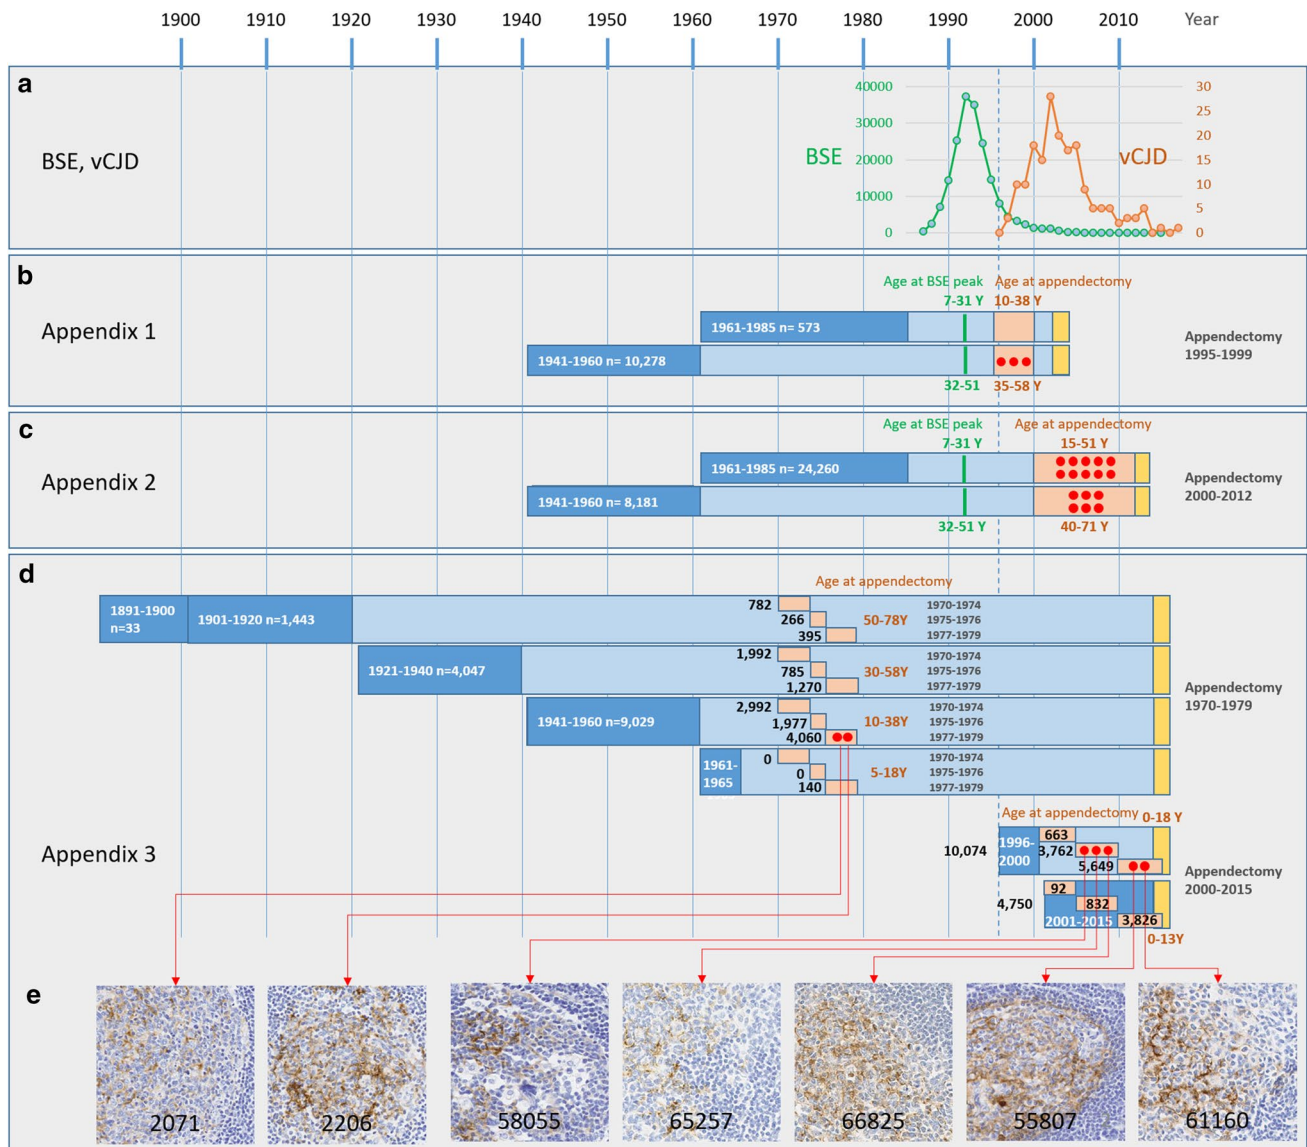 1900 1910 1920 1930 1940 1950 1960 1970 1980 1990 2000 2010 Year
a
40000 30
25
30000
20
BSE, vCJD
BSE 20000 15 vCJD
10
10000
5
0 0
b
Age at BSE peak Age at appendectomy
7-31 Y 10-38 Y
Appendix 1
1961-1985 n= 573
1941-1960 n= 10,278
32-51 35-58 Y
Appendectomy
1995-1999
c
Age at BSE peak Age at appendectomy
7-31 Y 15-51 Y
Appendix 2
1961-1985 n= 24,260
1941-1960 n= 8,181
32-51 Y 40-71 Y
Appendectomy
2000-2012
d
Age at appendectomy
1891-1900
n=33
1901-1920 n=1,443
782 1970-1974
266 50-78Y 1975-1976
395 1977-1979
1921-1940 n=4,047
1,992 1970-1974
785 30-58Y 1975-1976
1,270 1977-1979
1941-1960 n=9,029
2,992 1970-1974
1,977 10-38Y 1975-1976
4,060 1977-1979
Appendectomy
1970-1979
1961-
1965
0 1970-1974
0 5-18Y 1975-1976
140 1977-1979
Appendix 3
Age at appendectomy 0-18 Y
10,074
1996-
2000
663
3,762
5,649
4,750
92
832
2001-2015 3,826
0-13Y
Appendectomy
2000-2015
e
2071 2206 58055 65257 66825 55807 61160